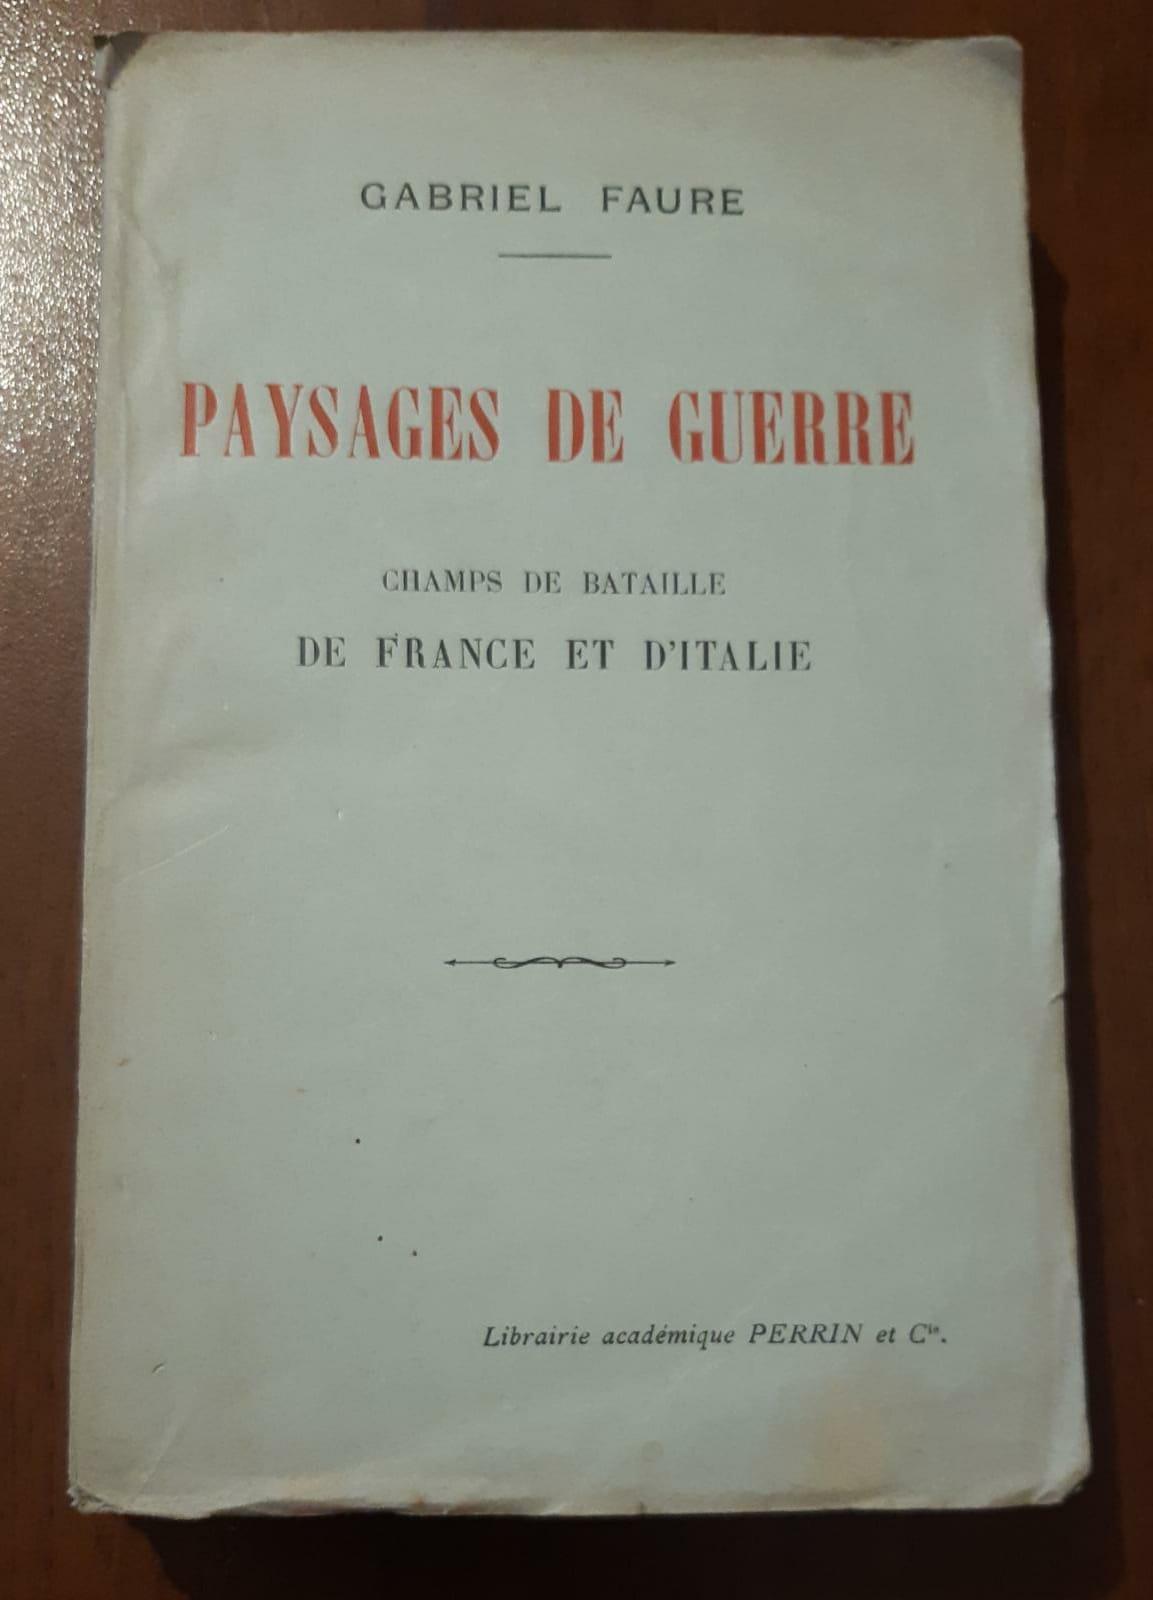 GABRIEL FAURE
PAYSAGES DE GUERRE
CHAMPS DE BATAILLE
DE FRANCE ET D'ITALIE
Librairie académique PERRIN et Cie.